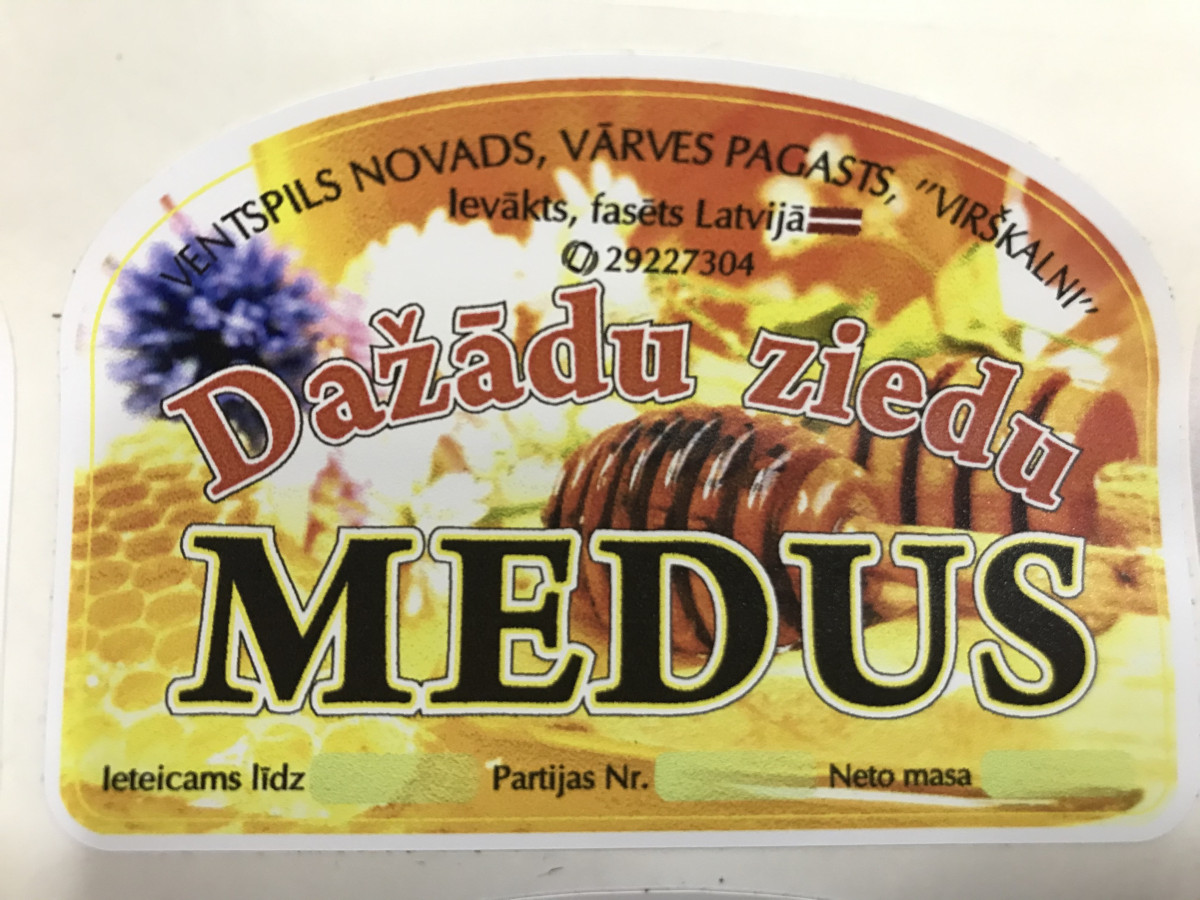 VENTSPILS NOVADS, VĀRVES PAGASTS, "VIRŠKALNI"
Ievākts, fasēts Latvijā
29227304
Dažādu ziedu
MEDUS
Ieteicams līdz Partijas Nr. Neto masa